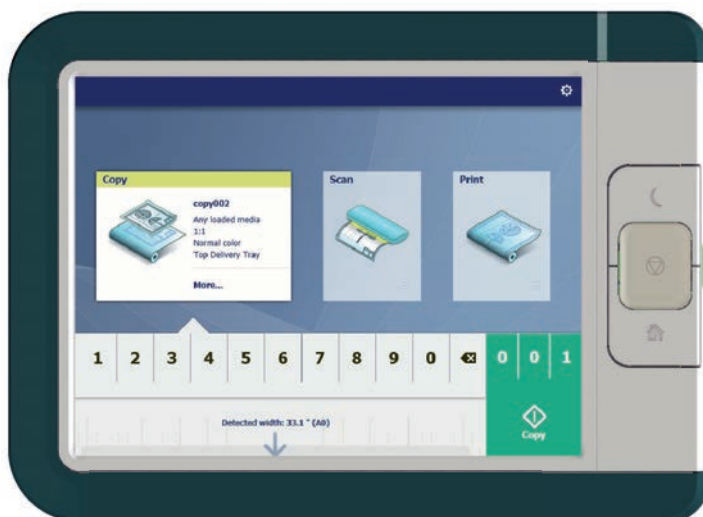 Copy
copy002
Any loaded media
1:1
Normal color
Top Delivery Tray
More...
Scan
Print
1 2 3 4 5 6 7 8 9 0
0 0 1
Detected width: 33.1 " (A0)
Copy